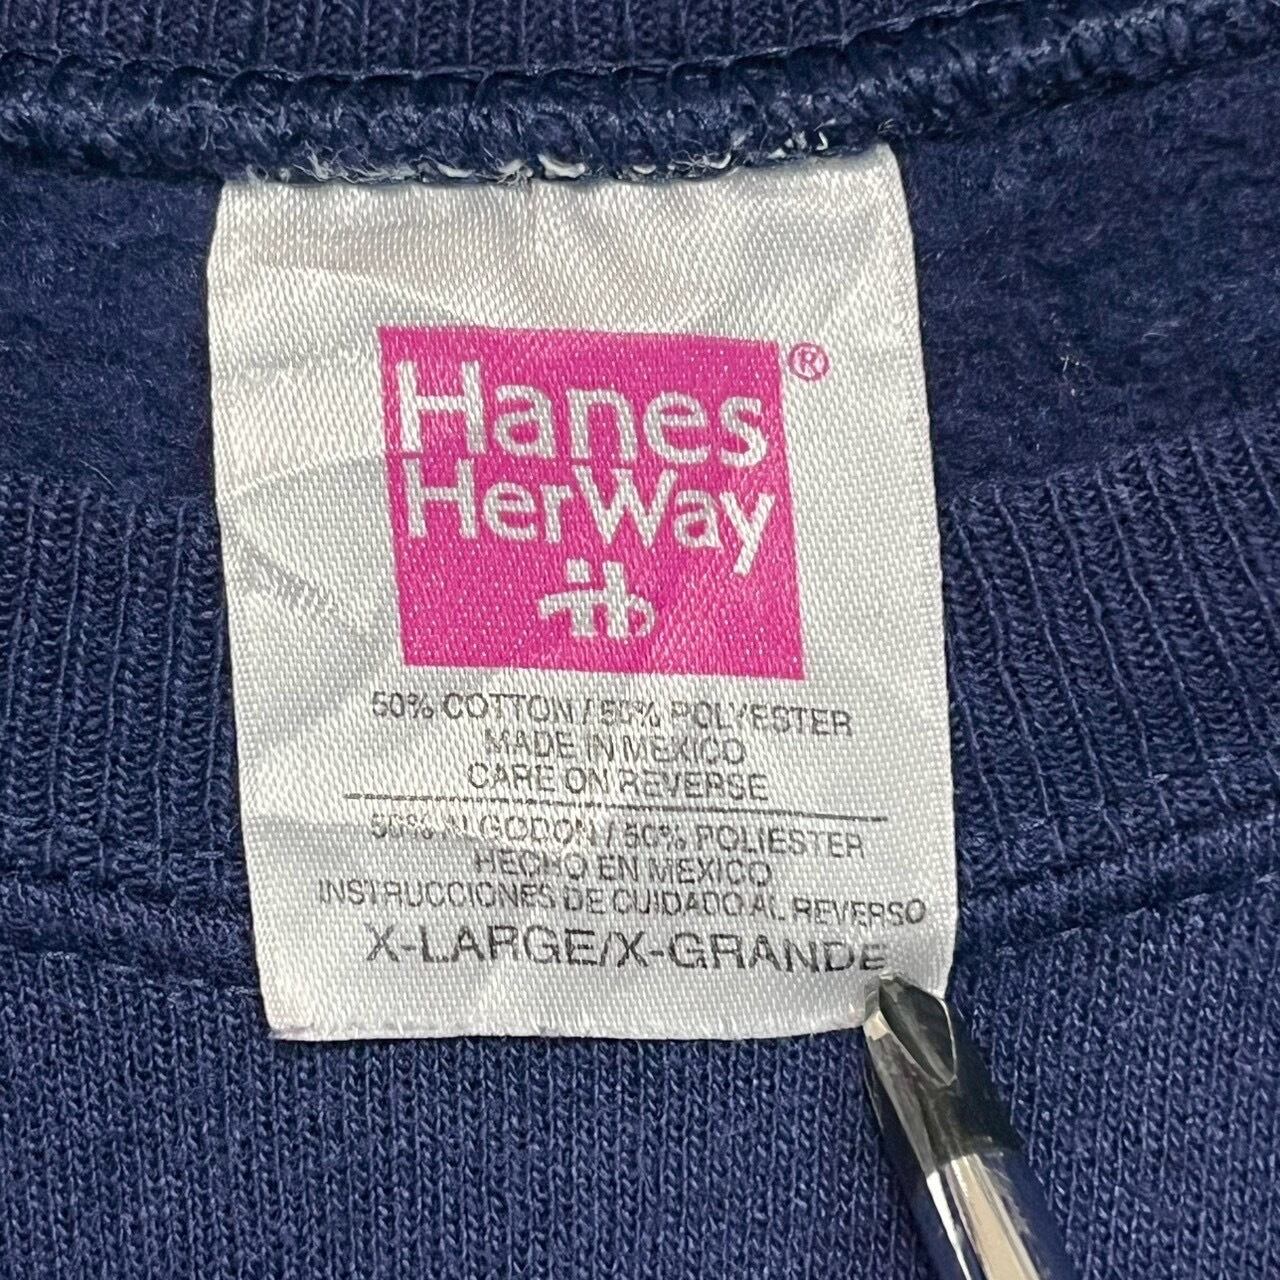 Hanes
HerWay
®
50% COTTON / 50% POLYESTER
MADE IN MEXICO
CARE ON REVERSE
50% ALGODON / 50% POLIESTER
HECHO EN MEXICO
INSTRUCCIONES DE CUIDADO AL REVERSO
X-LARGE/X-GRANDE